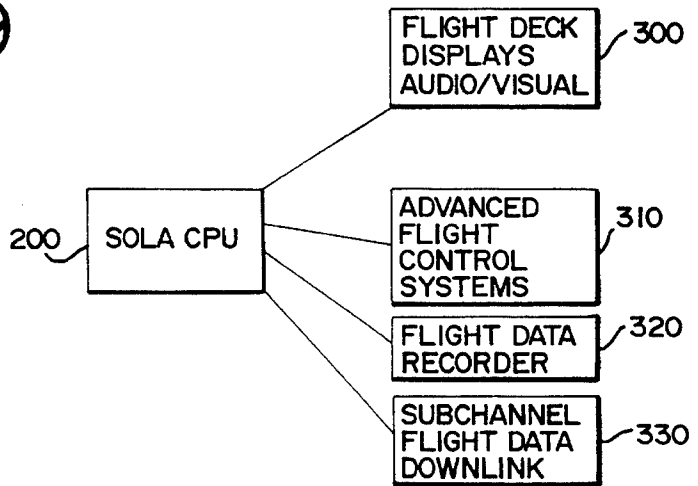 FLIGHT DECK
DISPLAYS
AUDIO/VISUAL
300
200
SOLA CPU
ADVANCED
FLIGHT
CONTROL
SYSTEMS
310
FLIGHT DATA
RECORDER
320
SUBCHANNEL
FLIGHT DATA
DOWNLINK
330